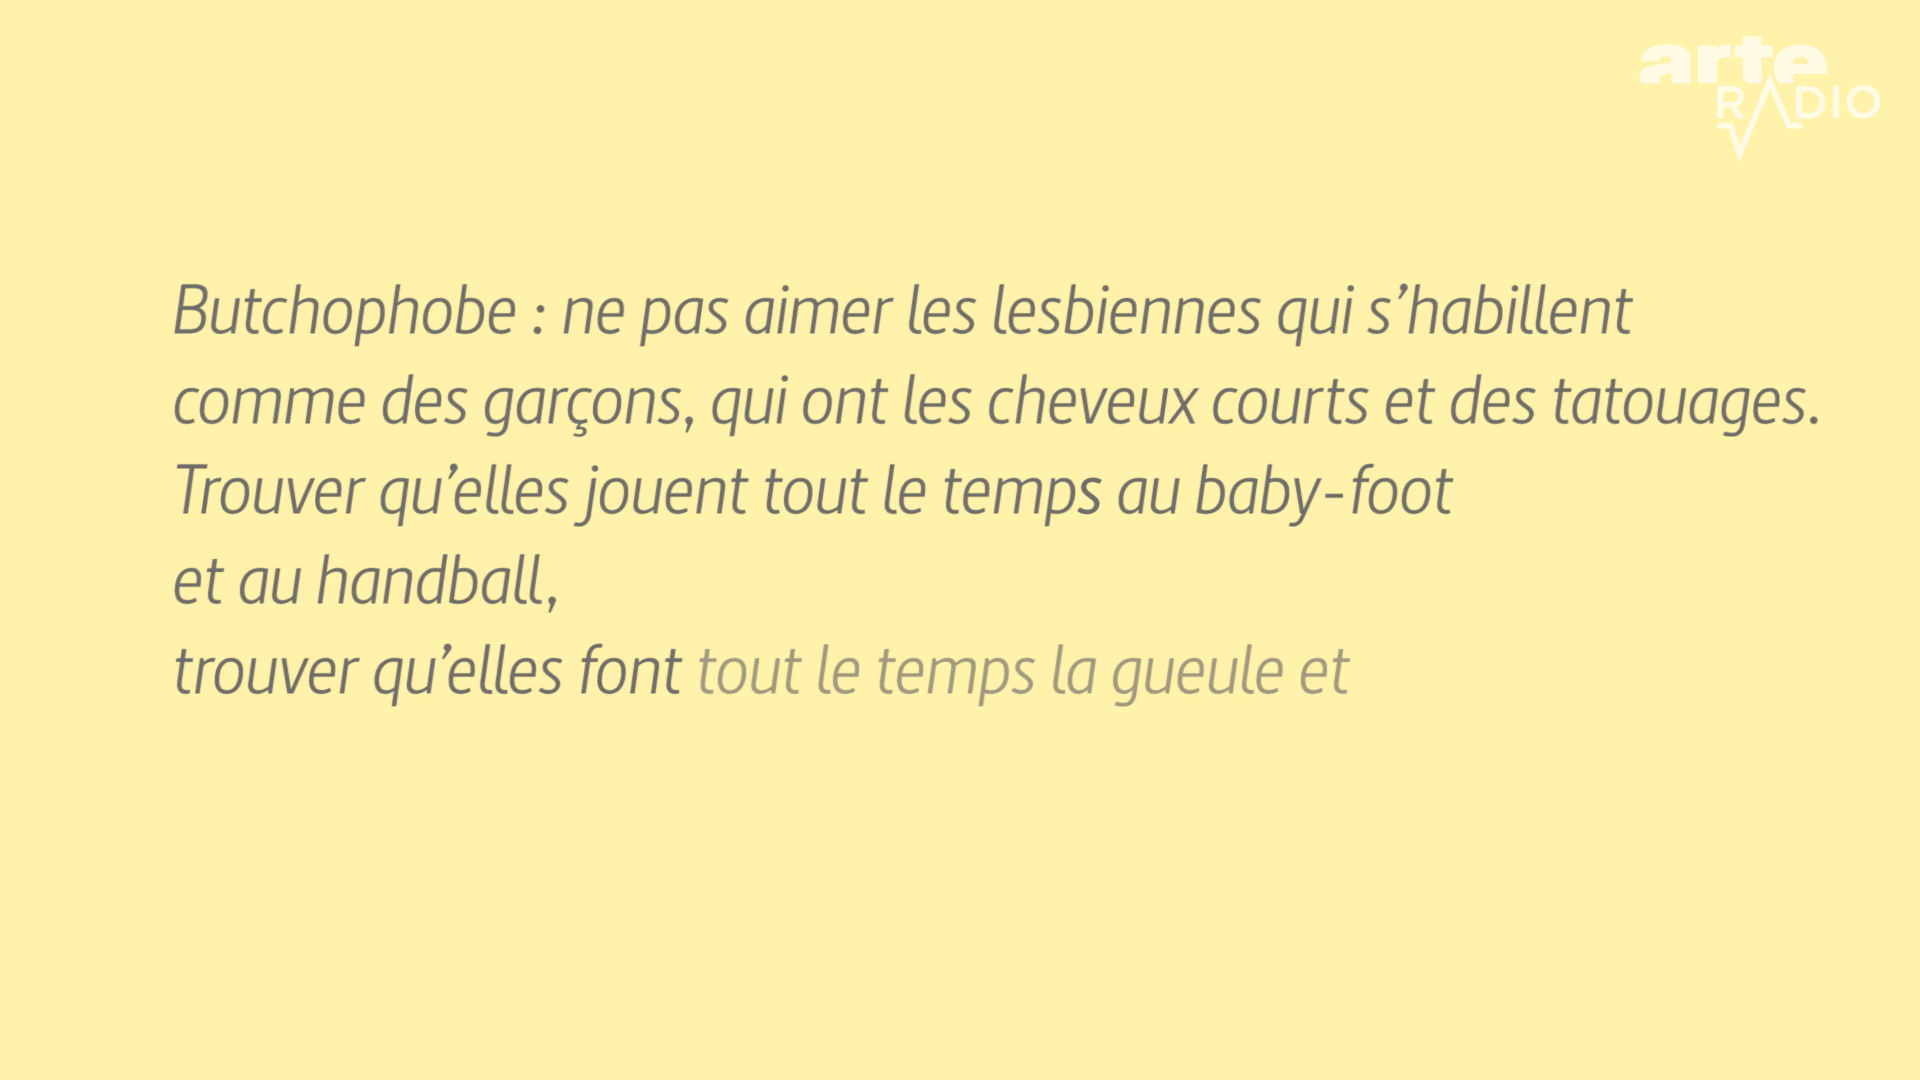 arte
RADIO
Butchophobe : ne pas aimer les lesbiennes qui s’habillent
comme des garçons, qui ont les cheveux courts et des tatouages.
Trouver qu’elles jouent tout le temps au baby-foot
et au handball,
trouver qu’elles font tout le temps la gueule et